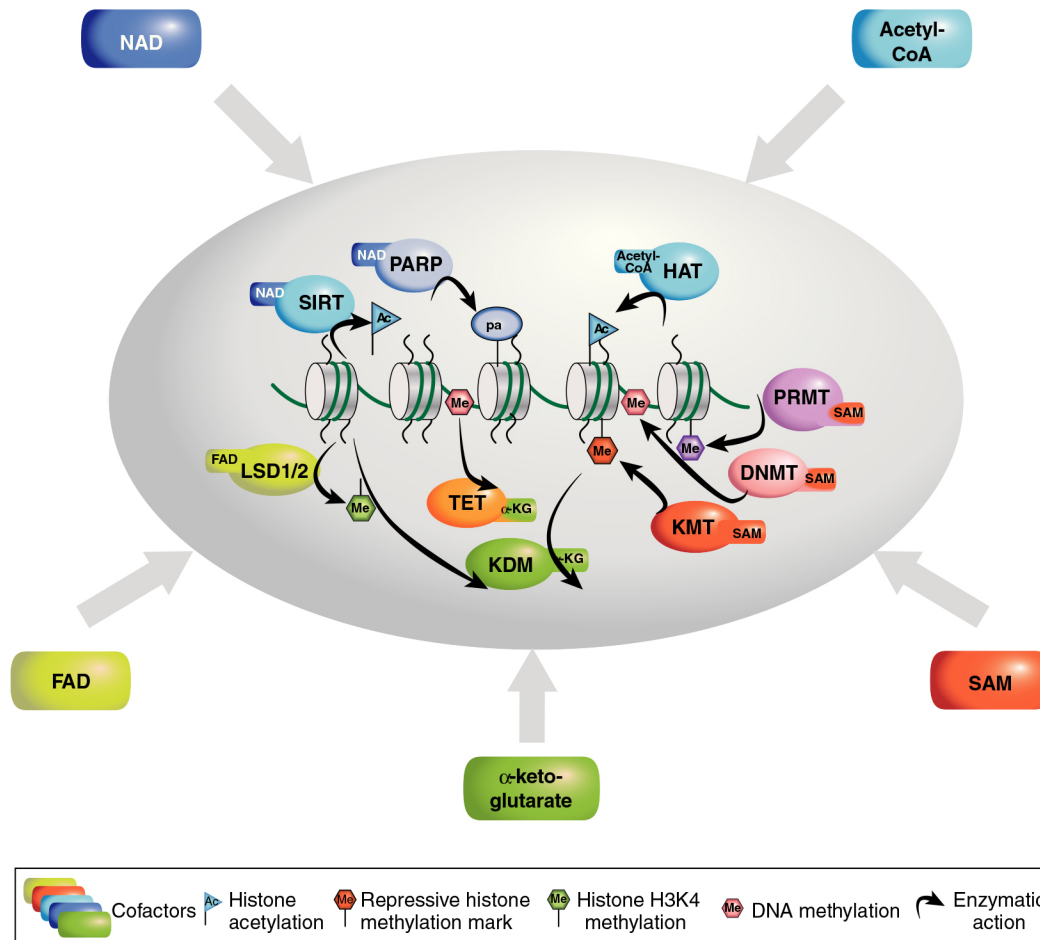 NAD
Acetyl-
CoA
NAD
PARP
Acetyl-
CoA
HAT
NAD
SIRT
Ac
pa
Ac
Me
Me
PRMT
SAM
Me
Me
FAD
LSD1/2
DNMT
SAM
Me
TET
α-KG
KMT
SAM
KDM
-KG
FAD
SAM
α-keto-
glutarate
Cofactors
Ac
Histone
acetylation
Me
Repressive histone
methylation mark
Me
Histone H3K4
methylation
Me
DNA methylation
Enzymatic
action